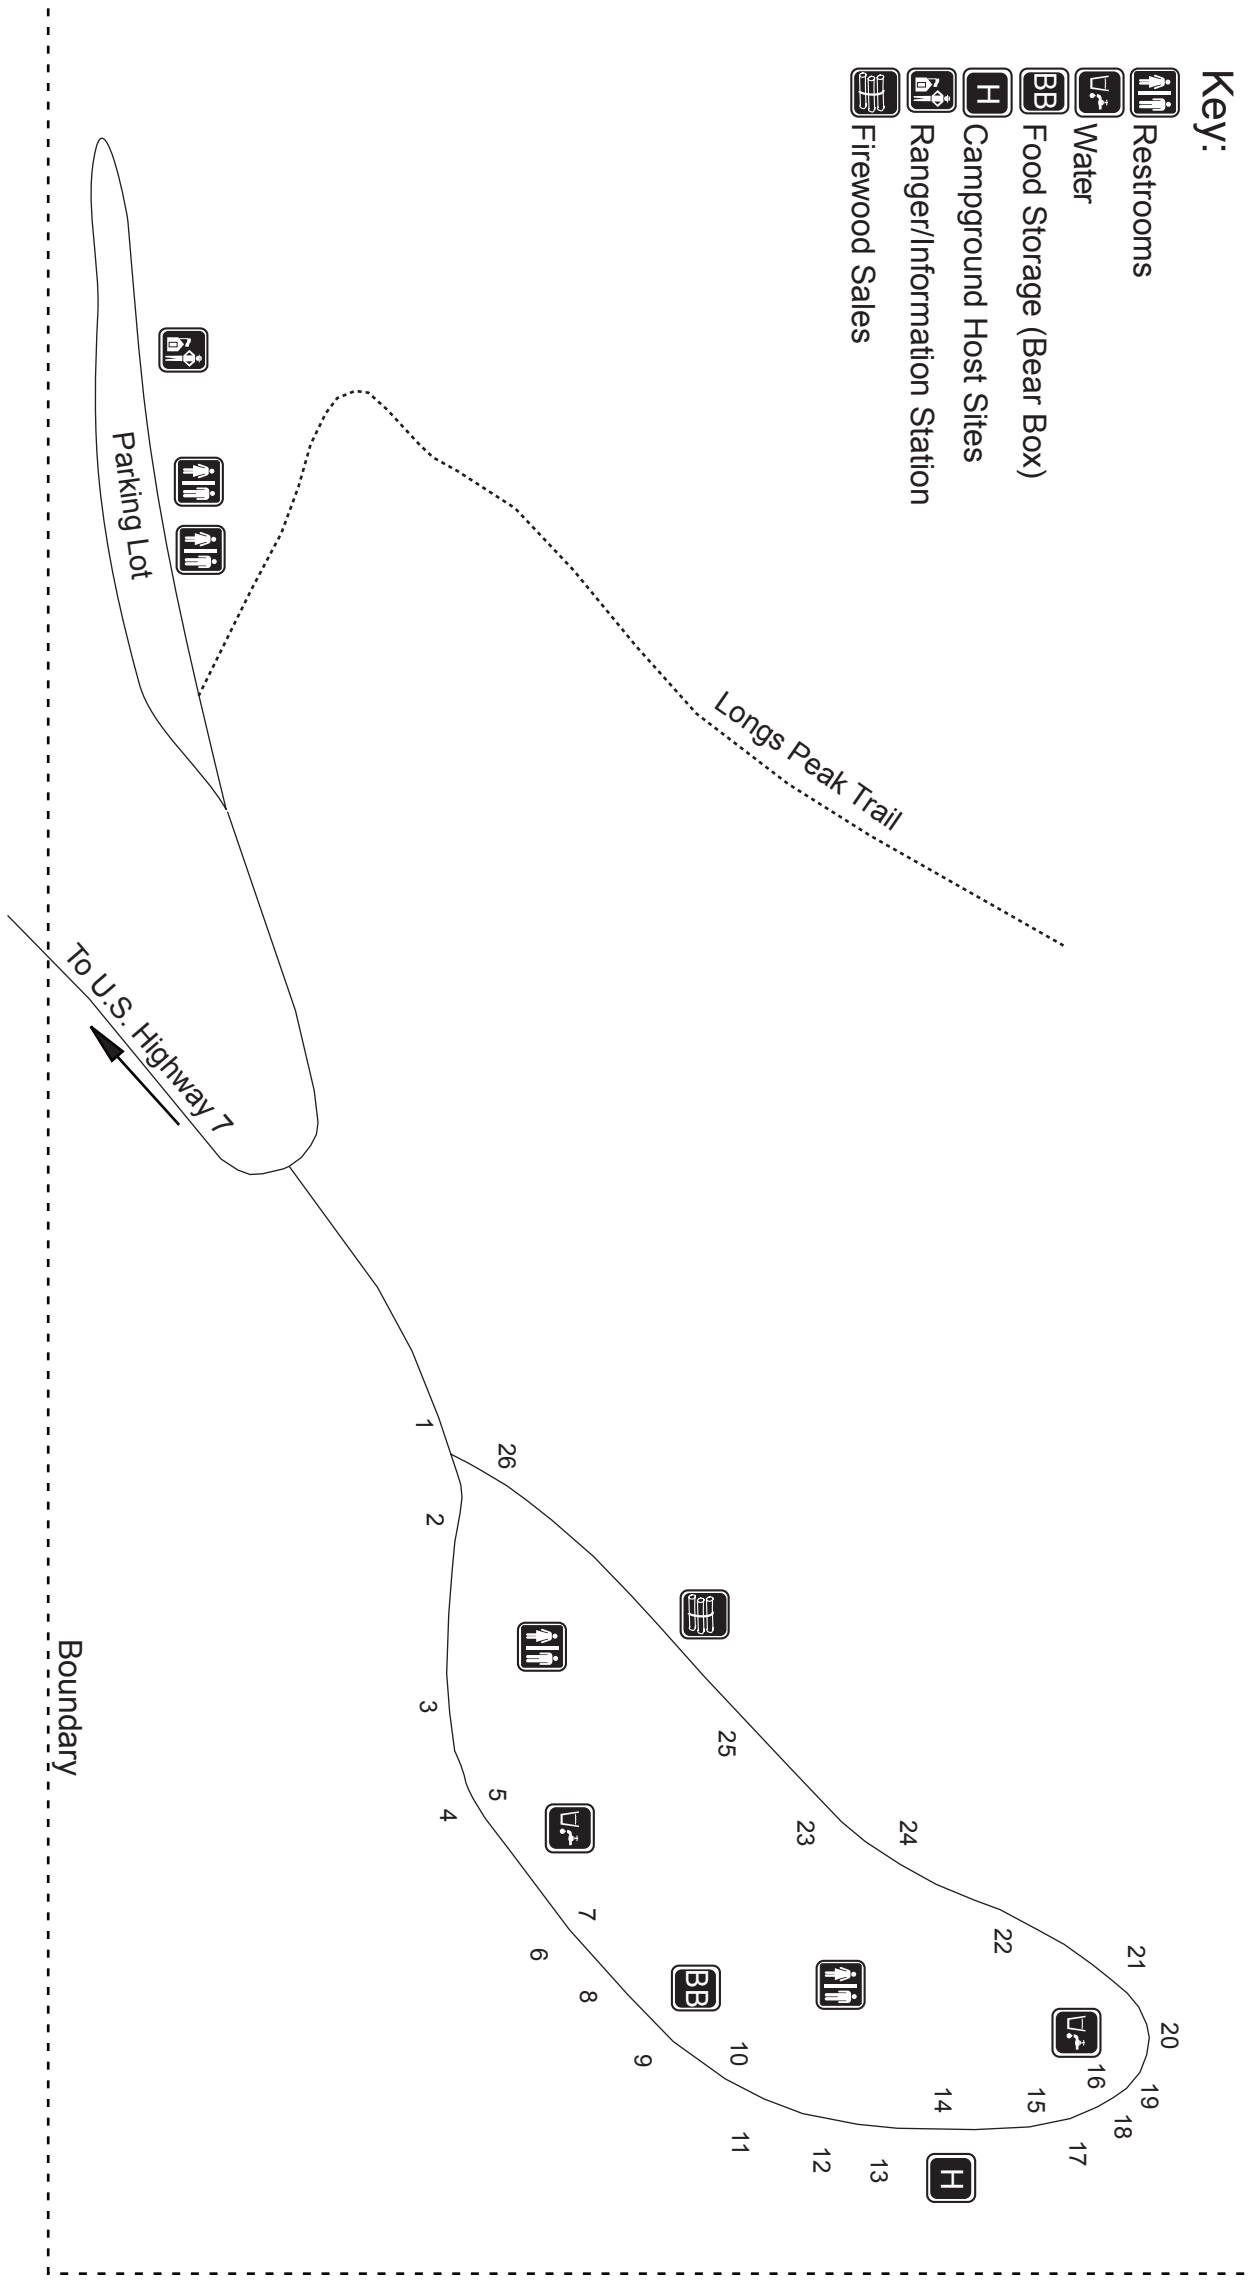 Key:
Restrooms
Water
BB Food Storage (Bear Box)
H Campground Host Sites
Ranger/Information Station
Firewood Sales
Longs Peak Trail
Parking Lot
To U.S. Highway 7
Boundary
1
2
3
4
5
6
7
8
9
10
11
12
13
14
15
16
17
18
19
20
21
22
23
24
25
26
BB
H